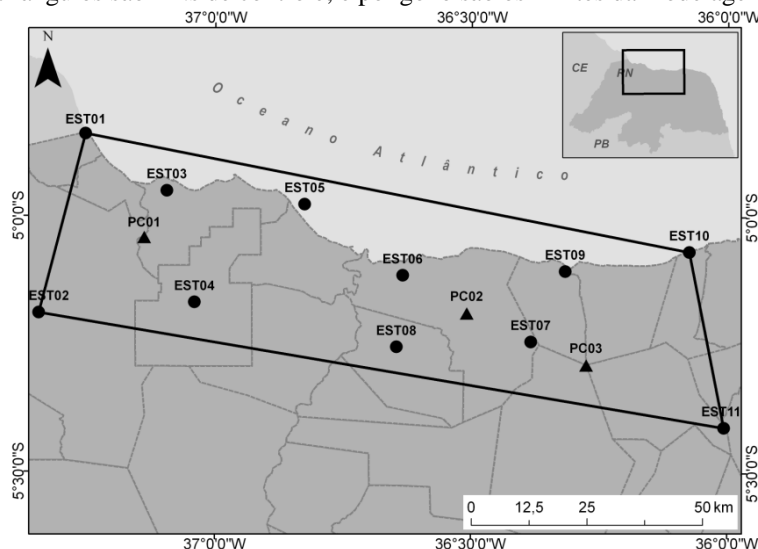 37°0'0"W 36°30'0"W 36°0'0"W
N
CE RN PB
Oceano Atlântico
EST01
EST03
EST05
5°0'0"S 5°0'0"S
PC01
EST10
EST09
EST06
EST02
EST04
PC02
EST07
EST08
PC03
EST11
5°30'0"S 5°30'0"S
0 12,5 25 50 km
37°0'0"W 36°30'0"W 36°0'0"W